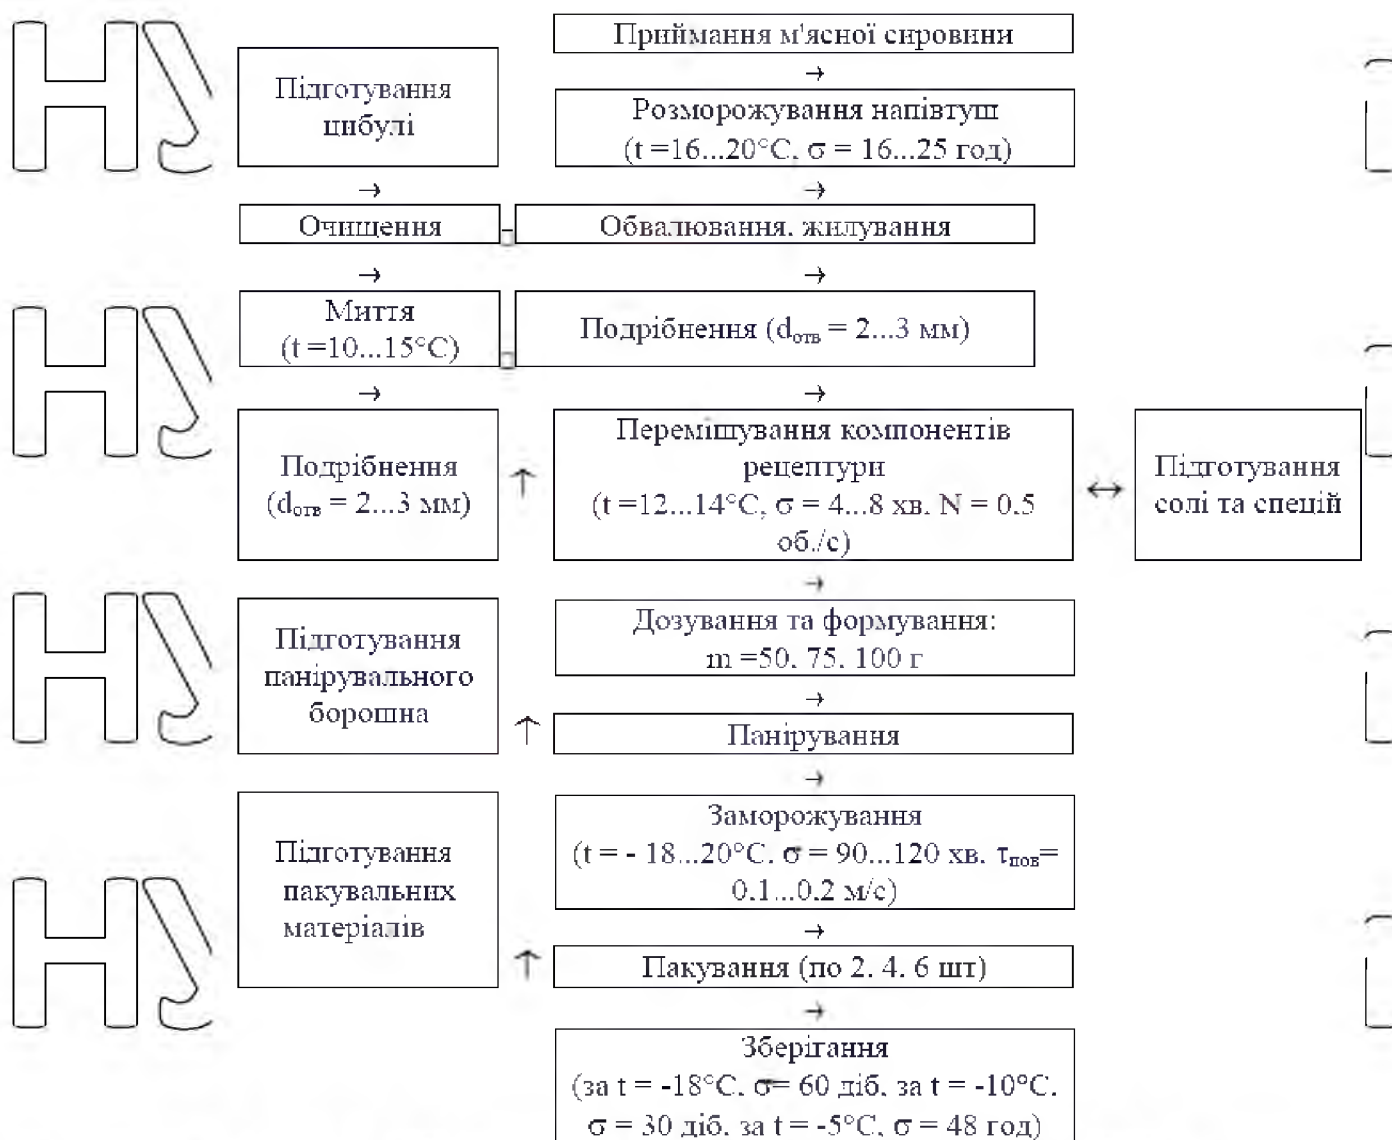 Приймання м'ясної сировини
→
Підготування
цибулі
Розморожування напівтуш
(t =16...20°C. σ = 16...25 год)
→ →
Очищення
Обвалювання. жилування
→ →
Миття
(t =10...15°C)
Подрібнення (dотв = 2...3 мм)
→ →
Подрібнення
(dотв = 2...3 мм)
↑
Перемішування компонентів
рецептури
(t =12...14°C, σ = 4...8 хв. N = 0.5
об./с)
↔
Підготування
солі та спецій
→
Підготування
панірувального
борошна
Дозування та формування:
m =50. 75. 100 г
→
↑
Панірування
→
Підготування
пакувальних
матеріалів
Заморожування
(t = - 18...20°C. σ = 90...120 хв. τпов=
0.1...0.2 м/с)
→
↑
Пакування (по 2. 4. 6 шт)
→
Зберігання
(за t = -18°C. σ= 60 діб. за t = -10°C.
σ = 30 діб. за t = -5°C, σ = 48 год)